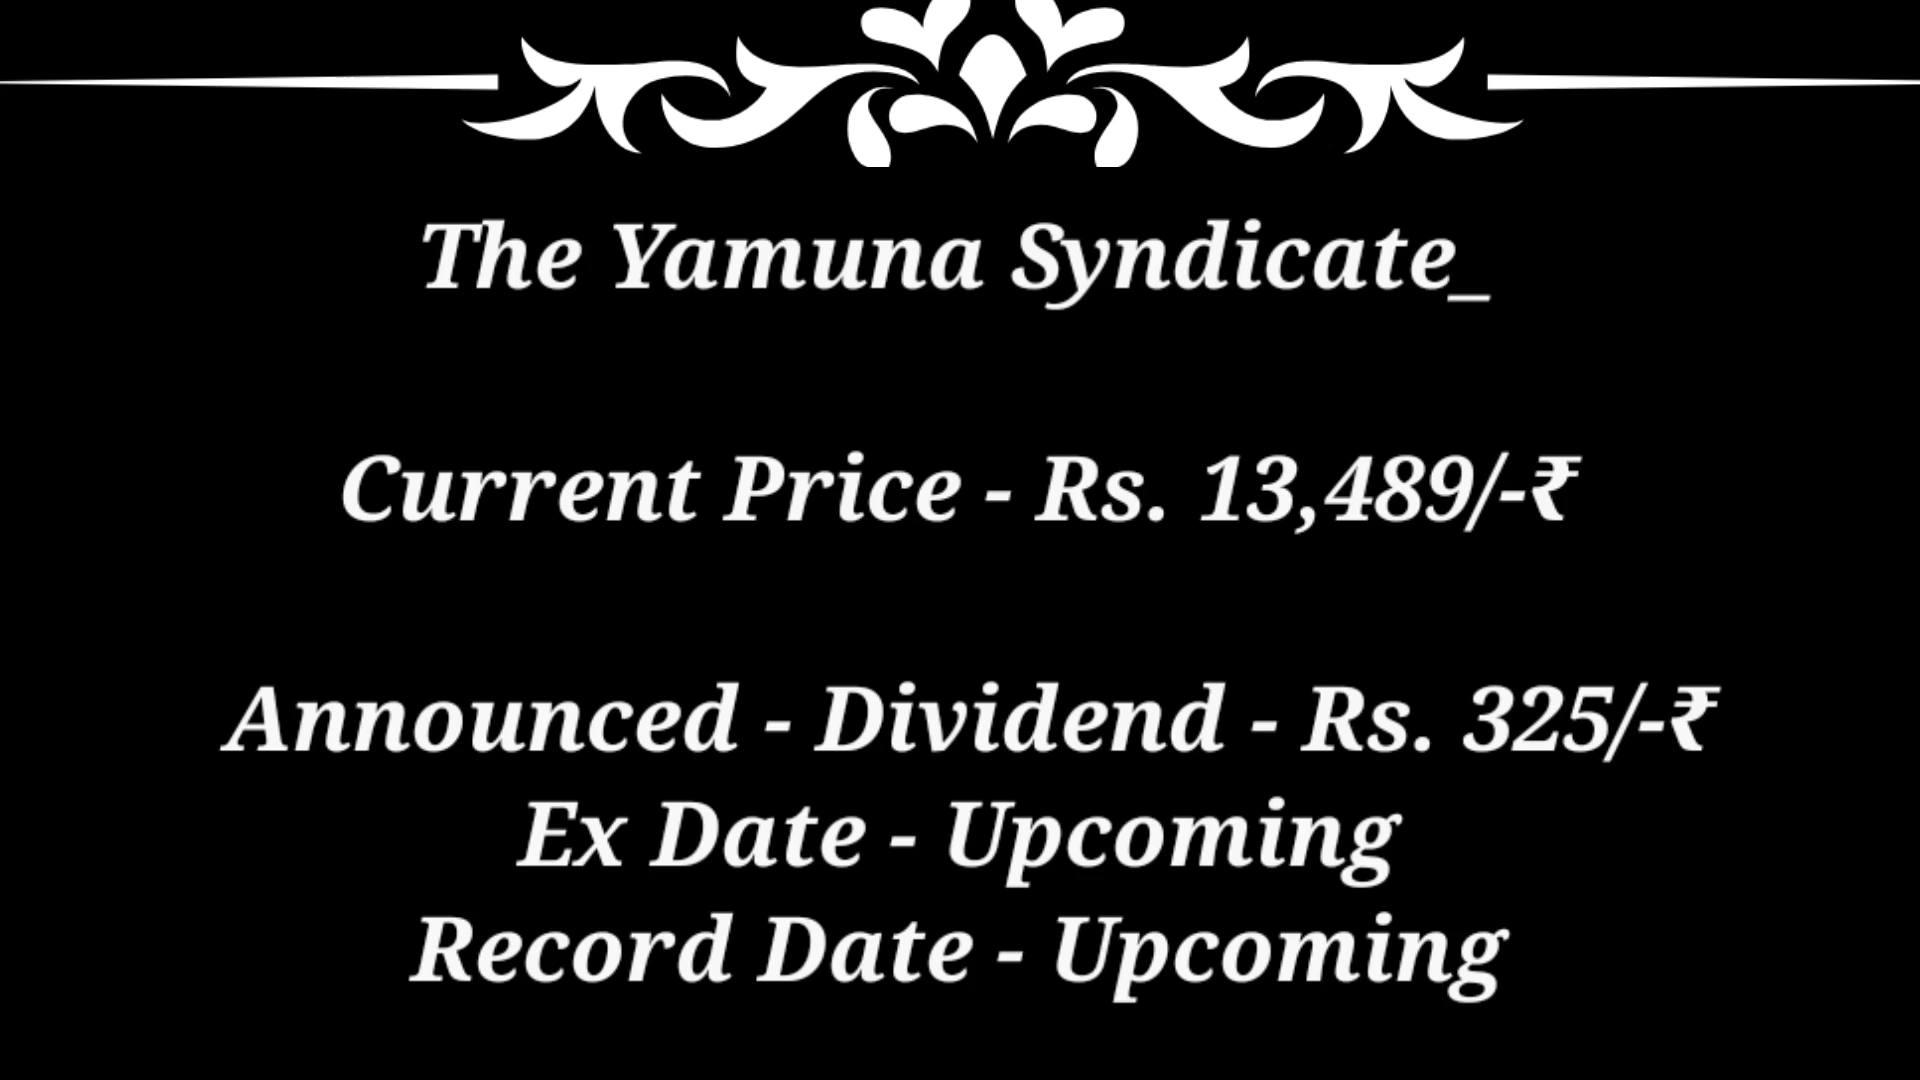 The Yamuna Syndicate_
Current Price - Rs. 13,489/-₹
Announced - Dividend - Rs. 325/-₹
Ex Date - Upcoming
Record Date - Upcoming